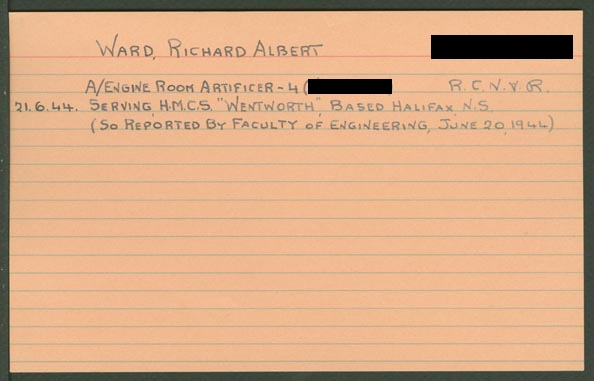 WARD, RICHARD ALBERT
A/ENGINE ROOM ARTIFICER-4 ( R.C.N.V.R.
21.6.44. SERVING H.M.C.S. "WENTWORTH", BASED HALIFAX N.S.
(SO REPORTED BY FACULTY OF ENGINEERING, JUNE 20, 1944)